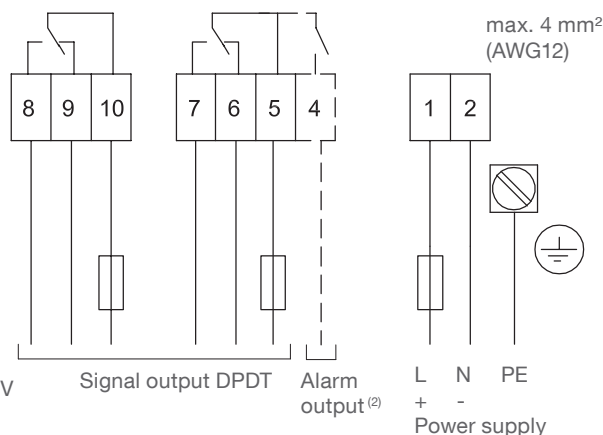 max. 4 mm²
(AWG12)
8 9 10 7 6 5 4 1 2
V
Signal output DPDT
Alarm
output (2)
L N PE
+ -
Power supply